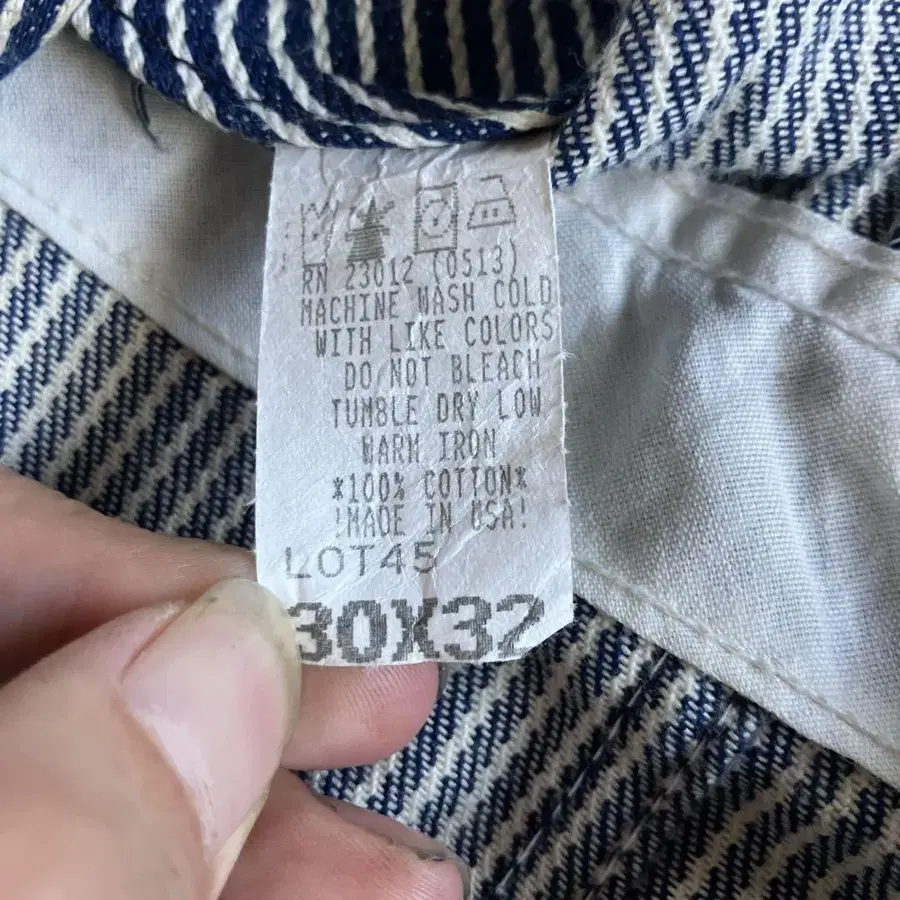 RN 23012 (0513)
MACHINE WASH COLD
WITH LIKE COLORS
DO NOT BLEACH
TUMBLE DRY LOW
WARM IRON
*100% COTTON*
!MADE IN USA!
LOT45
30X32